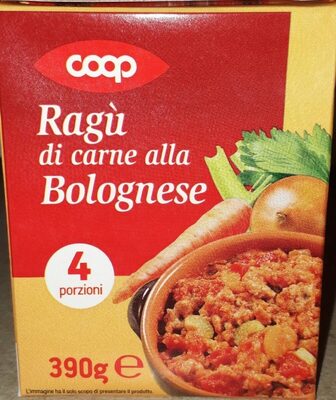 coop
Ragù
di carne alla
Bolognese
4
porzioni
390g ℮
L'immagine ha il solo scopo di presentare il prodotto.